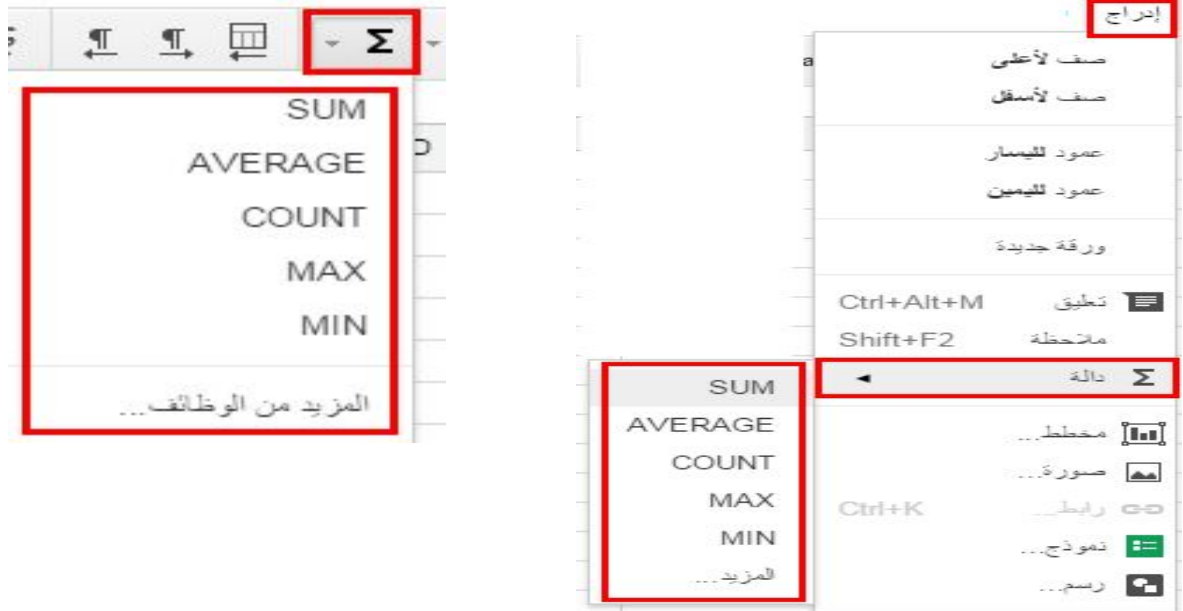 Σ
SUM
AVERAGE
COUNT
MAX
MIN
المزيد من الوظائف...
إدراج
صف لأعلى
صف لأسفل
عمود لليسار
عمود لليمين
ورقة جديدة
تعليق Ctrl+Alt+M
ملاحظة Shift+F2
Σ دالة
SUM
AVERAGE
COUNT
MAX
MIN
المزيد...
مخطط...
صورة...
رابط... Ctrl+K
نموذج...
رسم...